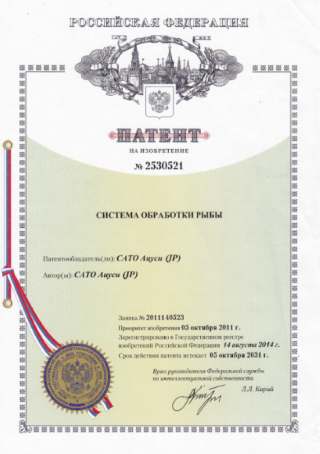 РОССИЙСКАЯ ФЕДЕРАЦИЯ
ПАТЕНТ
НА ИЗОБРЕТЕНИЕ
№ 2530521
СИСТЕМА ОБРАБОТКИ РЫБЫ
Патентообладатель(ли): САТО Ацуси (JP)
Автор(ы): САТО Ацуси (JP)
Заявка № 2011140523
Приоритет изобретения 05 октября 2011 г.
Зарегистрировано в Государственном реестре
изобретений Российской Федерации 14 августа 2014 г.
Срок действия патента истекает 05 октября 2031 г.
Врио руководителя Федеральной службы
по интеллектуальной собственности
Л.Л. Кирий